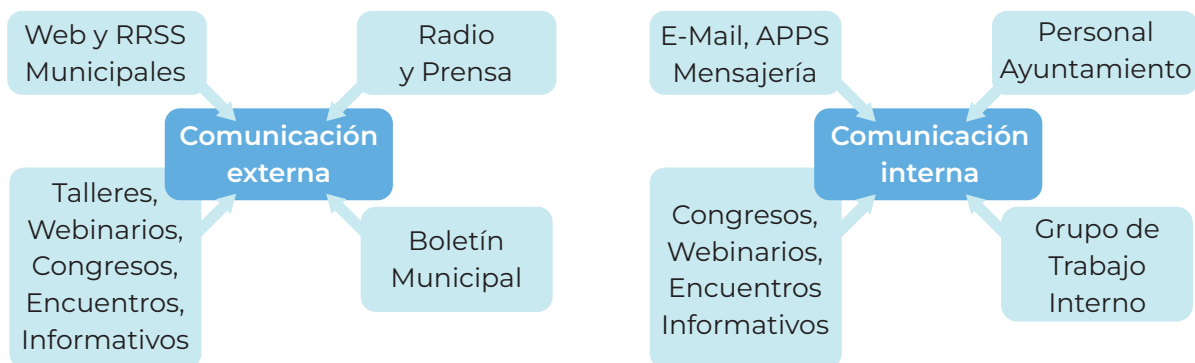 Web y RRSS
Municipales
Radio
y Prensa
Comunicación
externa
Talleres,
Webinarios,
Congresos,
Encuentros,
Informativos
Boletín
Municipal
E-Mail, APPS
Mensajería
Personal
Ayuntamiento
Comunicación
interna
Congresos,
Webinarios,
Encuentros
Informativos
Grupo de
Trabajo
Interno